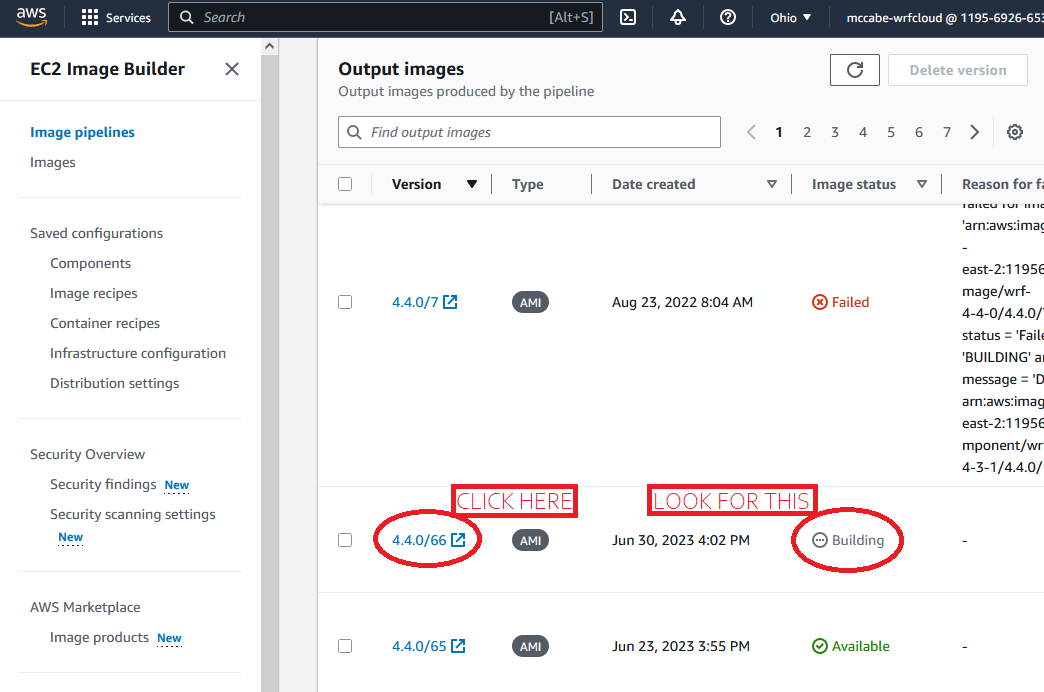 aws
Services
Search [Alt+S]
Ohio
mccabe-wrfcloud @ 1195-6926-653
EC2 Image Builder
Image pipelines
Images
Saved configurations
Components
Image recipes
Container recipes
Infrastructure configuration
Distribution settings
Security Overview
Security findings New
Security scanning settings
New
AWS Marketplace
Image products New
Output images
Output images produced by the pipeline
Delete version
Find output images
1 2 3 4 5 6 7
Version Type Date created Image status Reason for fa
failed for ima
4.4.0/7 AMI Aug 23, 2022 8:04 AM Failed
'arn:aws:imag
-
east-2:11956
mage/wrf-
4-4-0/4.4.0/7
status = 'Faile
'BUILDING' an
message = 'D
arn:aws:imag
east-2:11956
mponent/wr
4-3-1/4.4.0/
CLICK HERE LOOK FOR THIS
4.4.0/66 AMI Jun 30, 2023 4:02 PM Building -
4.4.0/65 AMI Jun 23, 2023 3:55 PM Available -